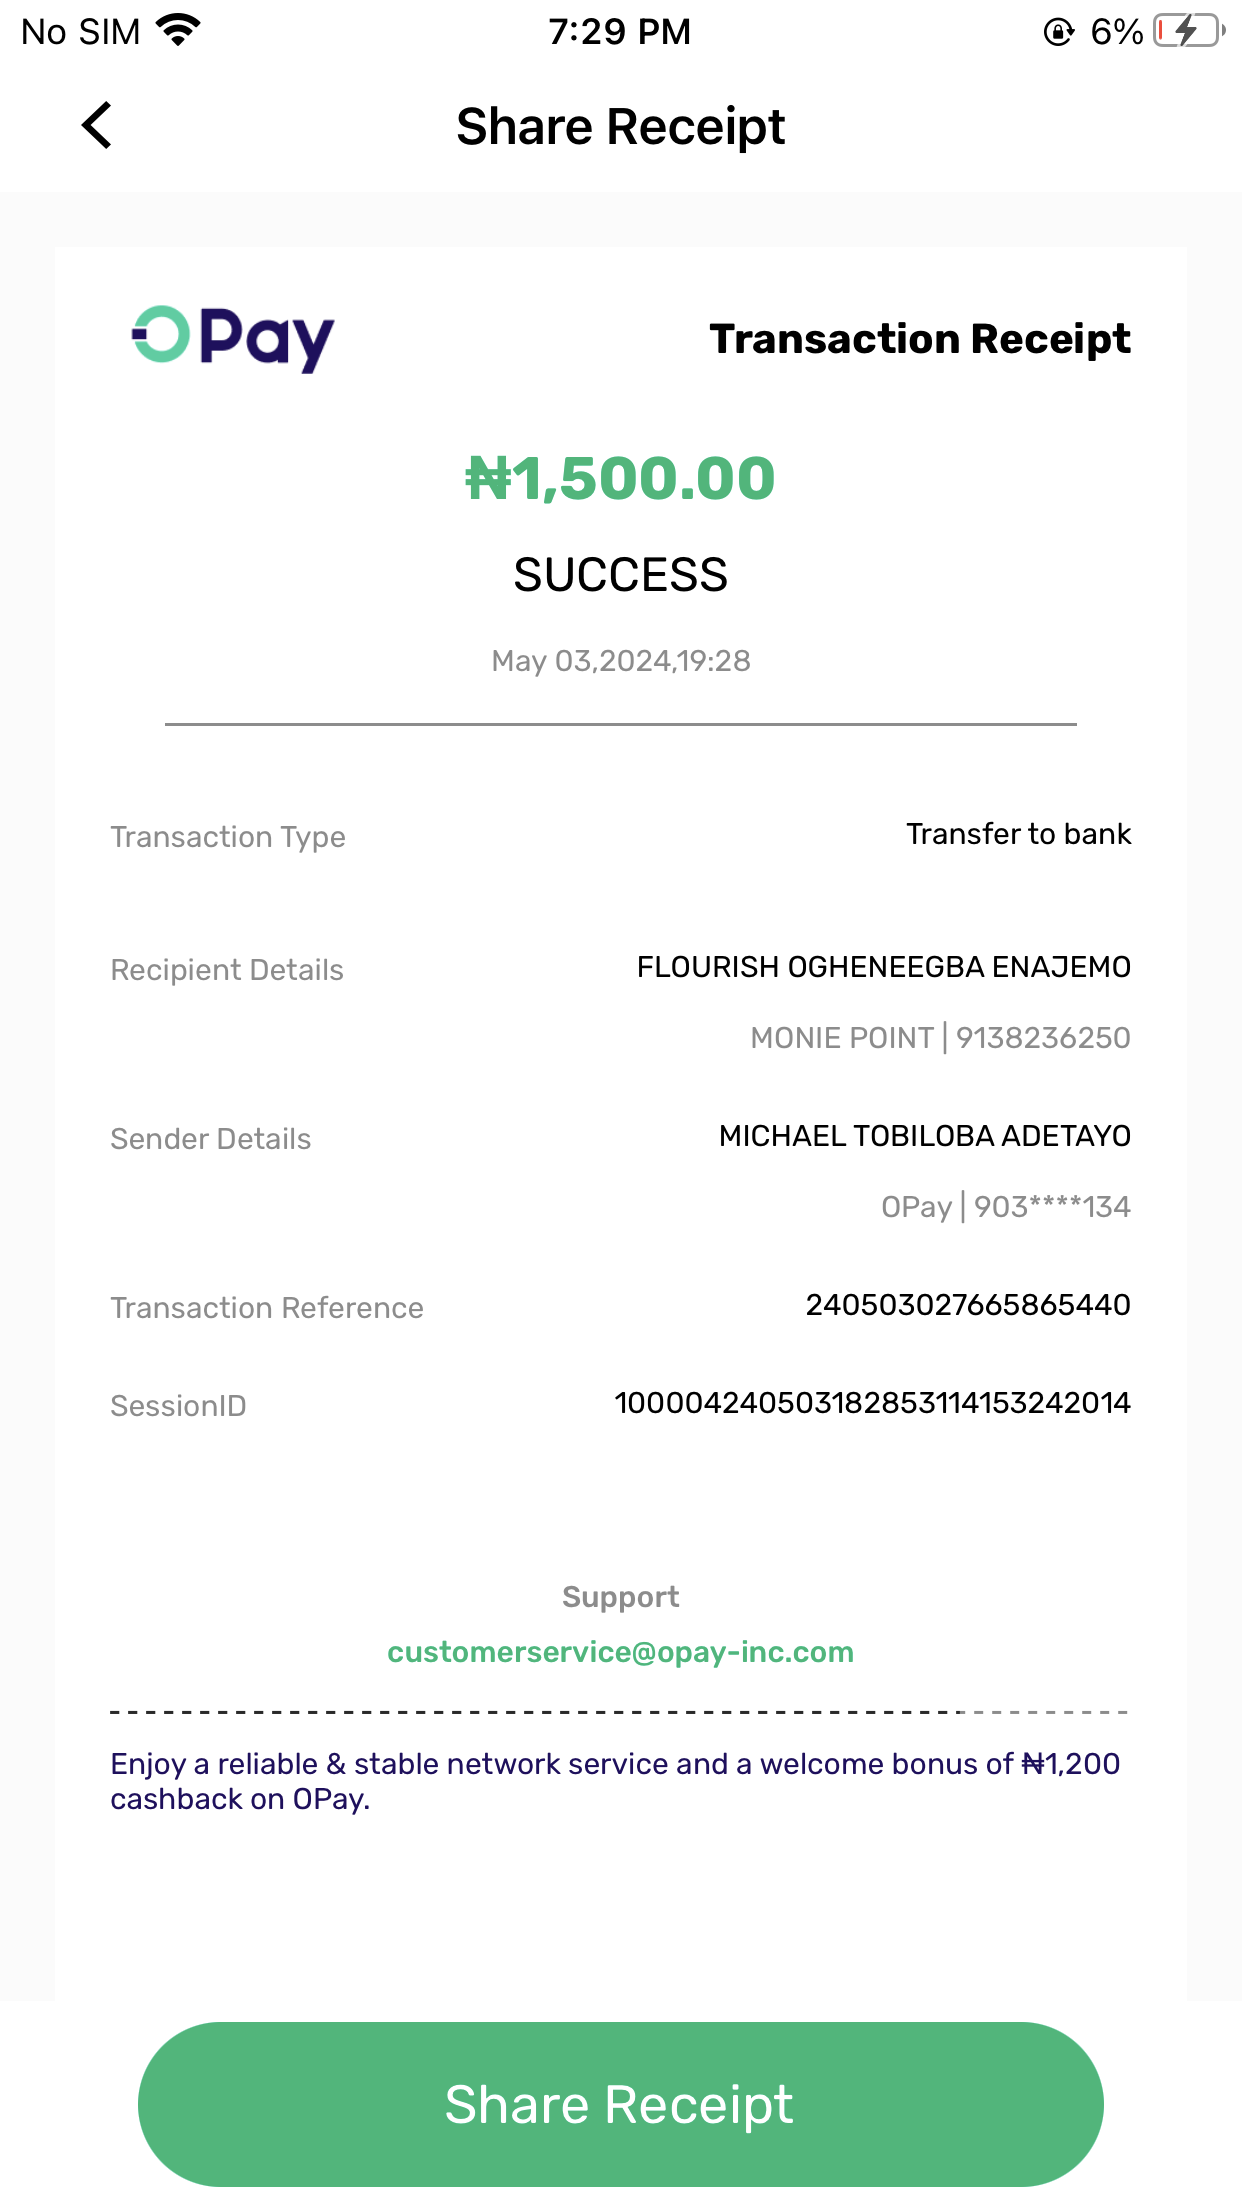 No SIM 7:29 PM 6%
Share Receipt
OPay Transaction Receipt
₦1,500.00
SUCCESS
May 03,2024,19:28
Transaction Type Transfer to bank
Recipient Details FLOURISH OGHENEEGBA ENAJEMO
MONIE POINT | 9138236250
Sender Details MICHAEL TOBILOBA ADETAYO
OPay | 903****134
Transaction Reference 240503027665865440
SessionID 100004240503182853114153242014
Support
customerservice@opay-inc.com
Enjoy a reliable & stable network service and a welcome bonus of ₦1,200
cashback on OPay.
Share Receipt